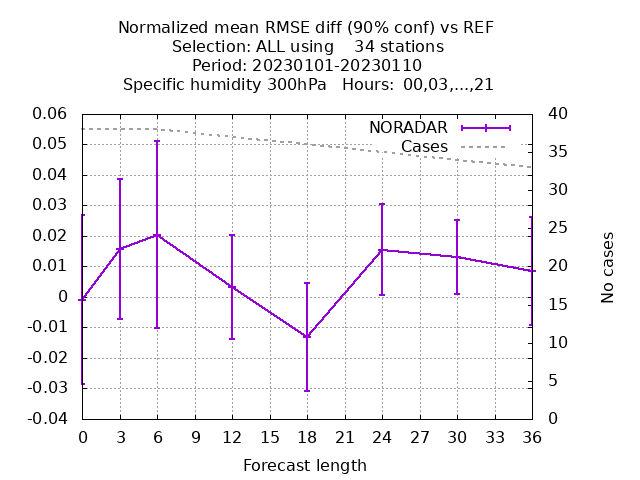 Normalized mean RMSE diff (90% conf) vs REF
Selection: ALL using    34 stations
Period: 20230101-20230110
Specific humidity 300hPa   Hours: 00,03,...,21
NORADAR
Cases
0.06
0.05
0.04
0.03
0.02
0.01
0
-0.01
-0.02
-0.03
-0.04
40
35
30
25
20
15
10
5
0
No cases
0 3 6 9 12 15 18 21 24 27 30 33 36
Forecast length